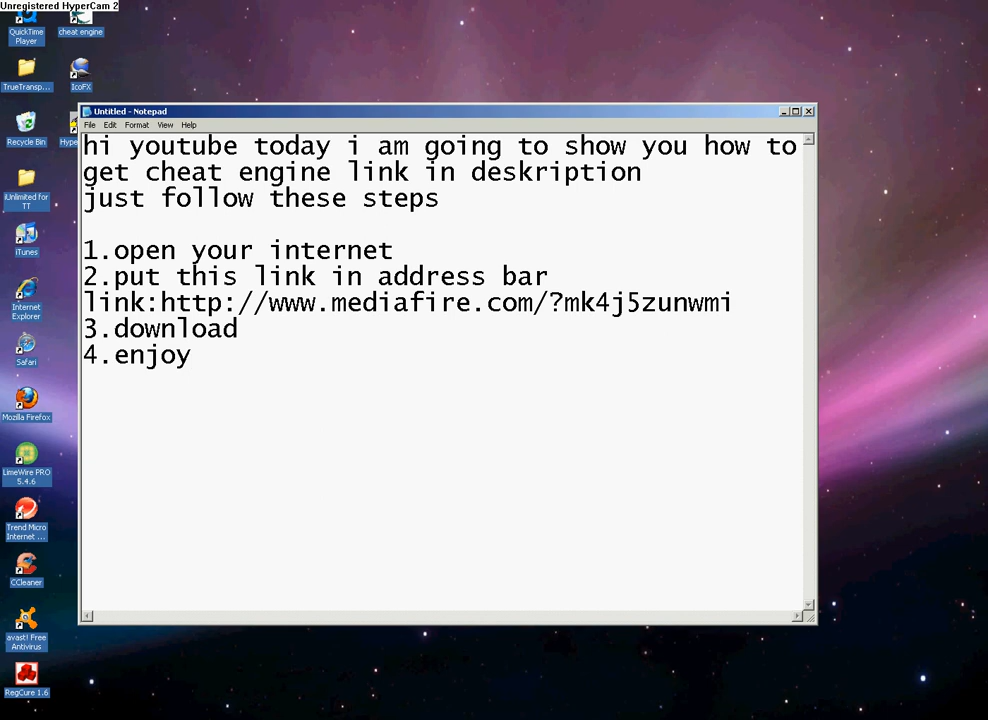 Unregistered HyperCam 2
QuickTime
Player
cheat engine
TrueTransp...
IcoFX
Recycle Bin
Hype
iUnlimited for
TT
iTunes
Internet
Explorer
Safari
Mozilla Firefox
LimeWire PRO
5.4.6
Trend Micro
Internet ...
CCleaner
avast! Free
Antivirus
RegCure 1.6
Untitled - Notepad
File Edit Format View Help
hi youtube today i am going to show you how to
get cheat engine link in deskription
just follow these steps
1.open your internet
2.put this link in address bar
link:http://www.mediafire.com/?mk4j5zunwmi
3.download
4.enjoy